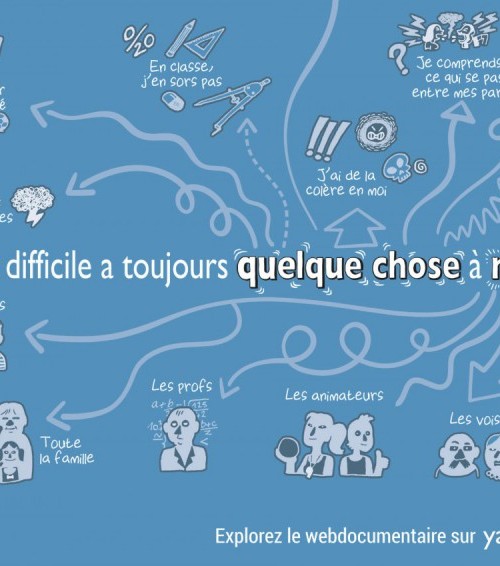 0/20
En classe,
j'en sors pas
Je comprends
ce qui se pas
entre mes par
!!!
J'ai de la
colère en moi
difficile a toujours quelque chose à
Les profs
Les animateurs
Les vois
Toute
la famille
Explorez le webdocumentaire sur ya